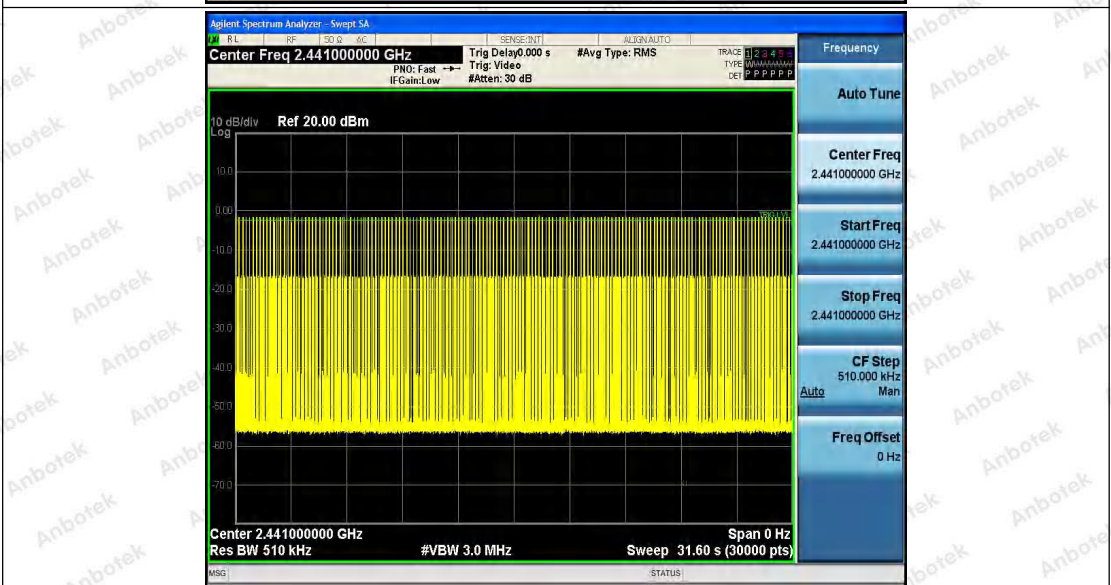 Agilent Spectrum Analyzer - Swept SA
RL RF 50 Ω AC SENSE:INT ALIGN AUTO
Center Freq 2.441000000 GHz
Trig Delay0.000 s #Avg Type: RMS
PNO: Fast Trig: Video
IFGain:Low #Atten: 30 dB
TRACE 1 2 3 4 5 6
TYPE
DET P P P P P P
10 dB/div Ref 20.00 dBm
Log
10.0
0.00
TRIG LVL
-10.0
-20.0
-30.0
-40.0
-50.0
-60.0
-70.0
Center 2.441000000 GHz Span 0 Hz
Res BW 510 kHz #VBW 3.0 MHz Sweep 31.60 s (30000 pts)
MSG STATUS
Frequency
Auto Tune
Center Freq
2.441000000 GHz
Start Freq
2.441000000 GHz
Stop Freq
2.441000000 GHz
CF Step
510.000 kHz
Auto Man
Freq Offset
0 Hz
Anbotek